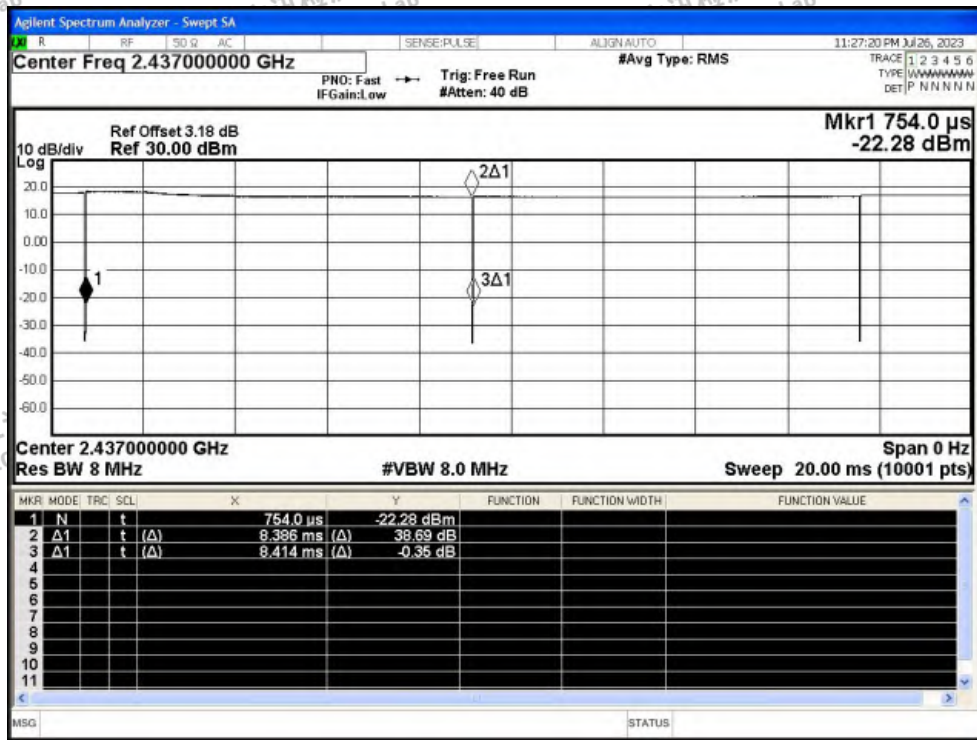 Agilent Spectrum Analyzer - Swept SA
LXI R RF 50 Ω AC SENSE:PULSE ALIGN AUTO 11:27:20 PM Jul 26, 2023
Center Freq 2.437000000 GHz #Avg Type: RMS TRACE 1 2 3 4 5 6
PNO: Fast Trig: Free Run TYPE WWWWWW
IFGain:Low #Atten: 40 dB DET P N N N N N
Mkr1 754.0 µs
Ref Offset 3.18 dB
10 dB/div Ref 30.00 dBm -22.28 dBm
Log
2Δ1
20.0
10.0
0.00
-10.0
1 3Δ1
-20.0
-30.0
-40.0
-50.0
-60.0
Center 2.437000000 GHz Span 0 Hz
Res BW 8 MHz #VBW 8.0 MHz Sweep 20.00 ms (10001 pts)
MKR MODE TRC SCL X Y FUNCTION FUNCTION WIDTH FUNCTION VALUE
1 N t 754.0 µs -22.28 dBm
2 Δ1 t (Δ) 8.386 ms (Δ) 38.69 dB
3 Δ1 t (Δ) 8.414 ms (Δ) -0.35 dB
4
5
6
7
8
9
10
11
MSG STATUS